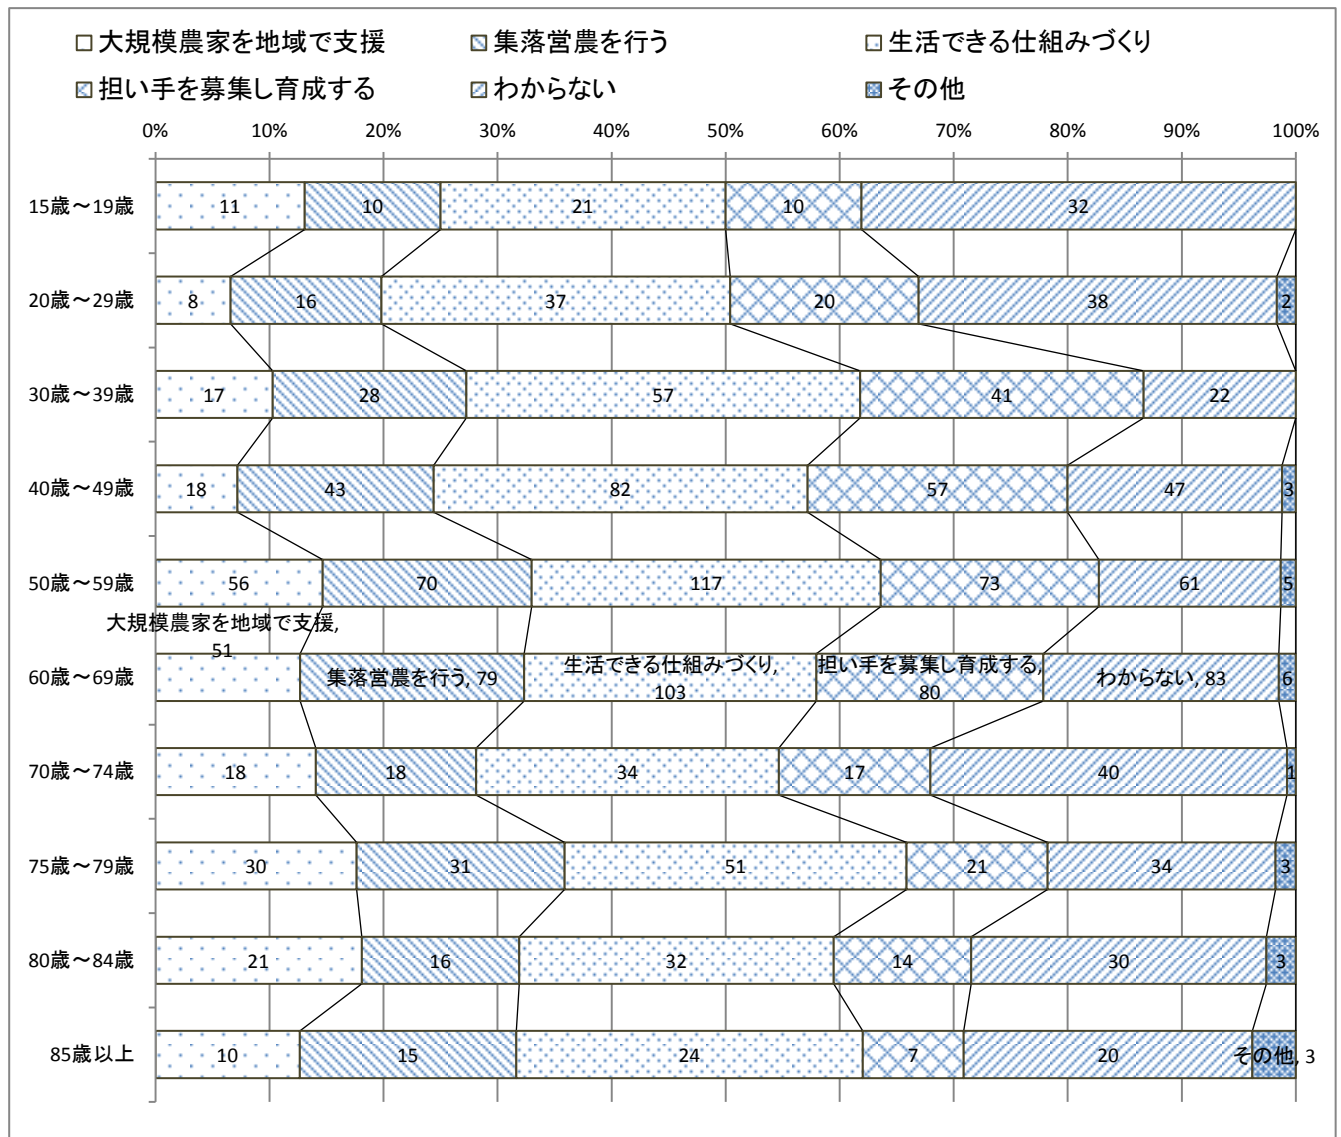 大規模農家を地域で支援 集落営農を行う 生活できる仕組みづくり
担い手を募集し育成する わからない その他
0% 10% 20% 30% 40% 50% 60% 70% 80% 90% 100%
15歳～19歳 11 10 21 10 32
20歳～29歳 8 16 37 20 38 2
30歳～39歳 17 28 57 41 22
40歳～49歳 18 43 82 57 47 3
50歳～59歳 56 70 117 73 61 5
大規模農家を地域で支援,
51
60歳～69歳 集落営農を行う, 79 生活できる仕組みづくり, 担い手を募集し育成する, わからない, 83 6
103 80
70歳～74歳 18 18 34 17 40 1
75歳～79歳 30 31 51 21 34 3
80歳～84歳 21 16 32 14 30 3
85歳以上 10 15 24 7 20 その他, 3